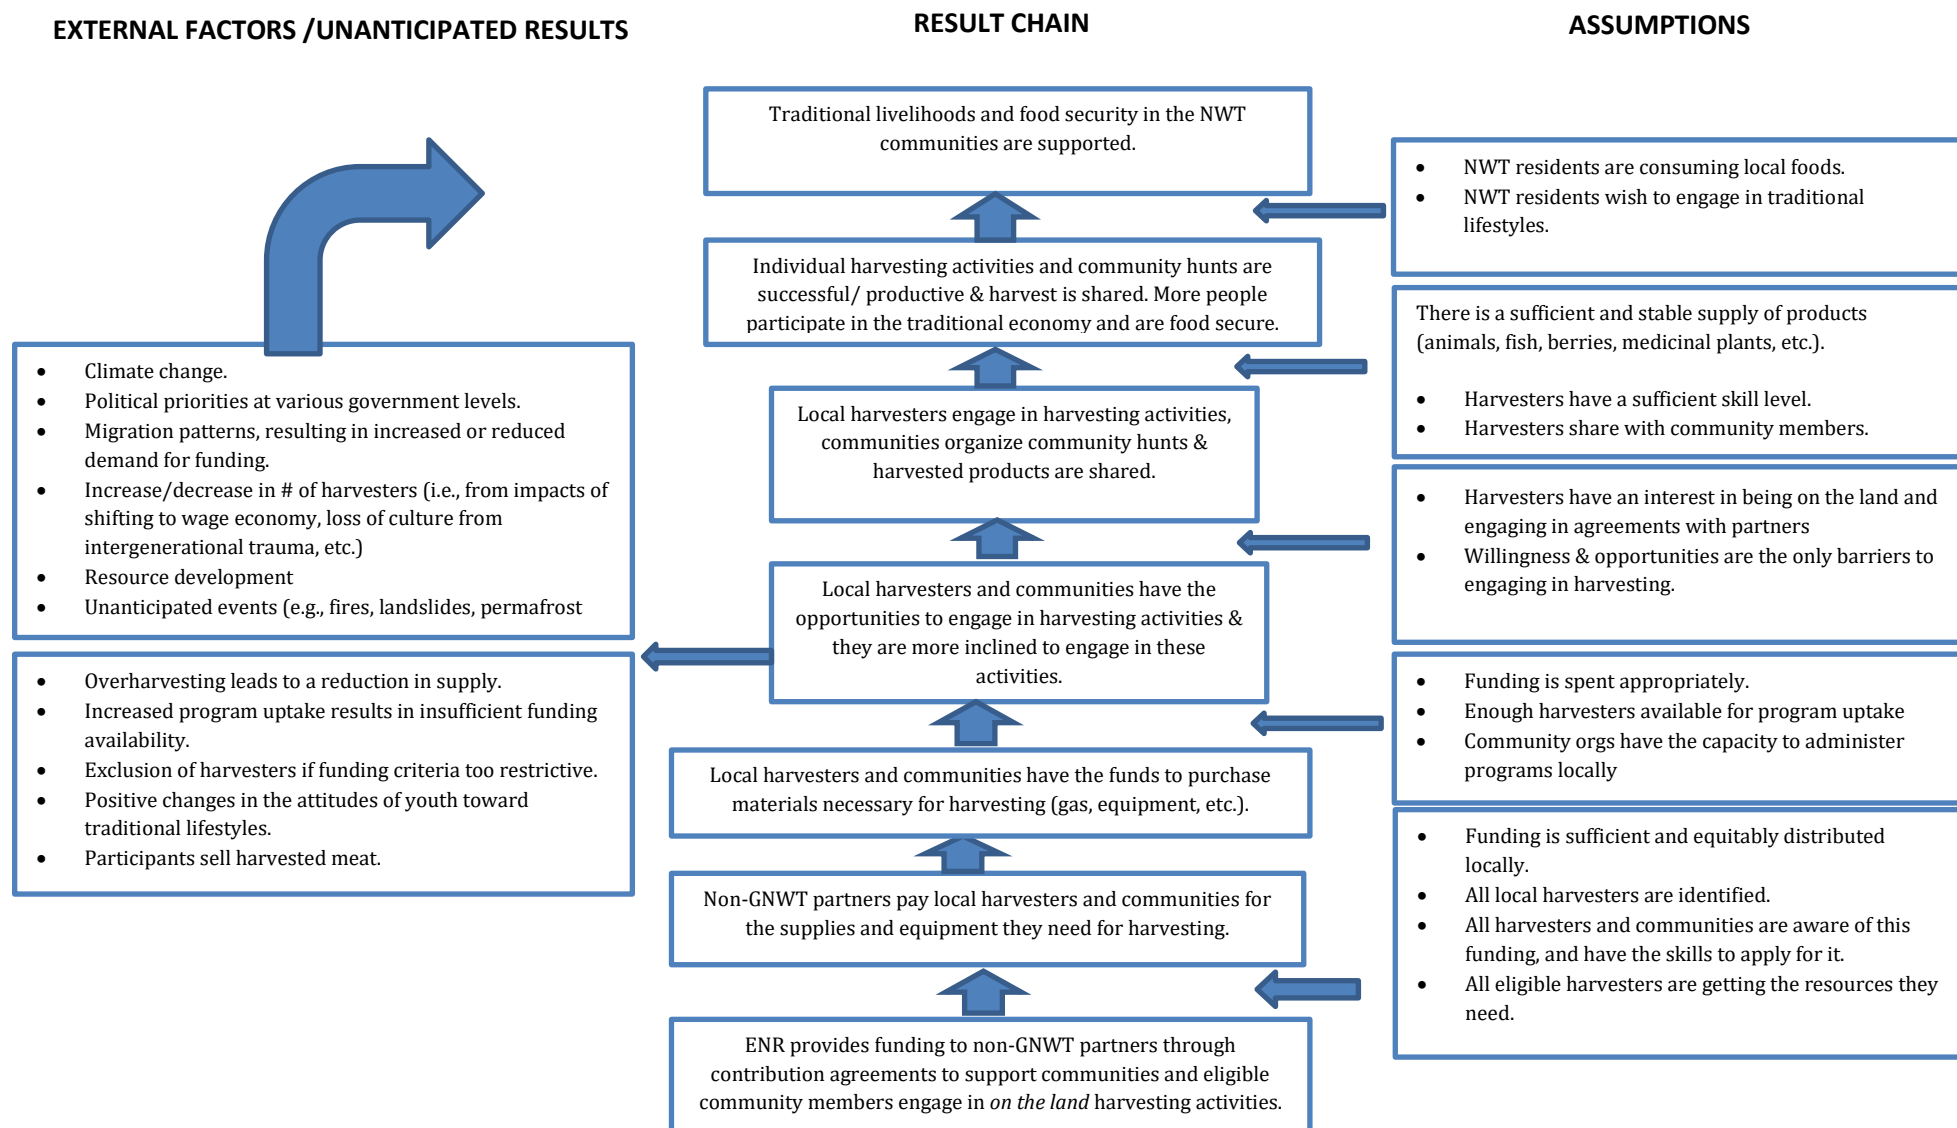 EXTERNAL FACTORS /UNANTICIPATED RESULTS
• Climate change.
• Political priorities at various government levels.
• Migration patterns, resulting in increased or reduced
demand for funding.
• Increase/decrease in # of harvesters (i.e., from impacts of
shifting to wage economy, loss of culture from
intergenerational trauma, etc.)
• Resource development
• Unanticipated events (e.g., fires, landslides, permafrost
• Overharvesting leads to a reduction in supply.
• Increased program uptake results in insufficient funding
availability.
• Exclusion of harvesters if funding criteria too restrictive.
• Positive changes in the attitudes of youth toward
traditional lifestyles.
• Participants sell harvested meat.
RESULT CHAIN
Traditional livelihoods and food security in the NWT
communities are supported.
Individual harvesting activities and community hunts are
successful/ productive & harvest is shared. More people
participate in the traditional economy and are food secure.
Local harvesters engage in harvesting activities,
communities organize community hunts &
harvested products are shared.
Local harvesters and communities have the
opportunities to engage in harvesting activities &
they are more inclined to engage in these
activities.
Local harvesters and communities have the funds to purchase
materials necessary for harvesting (gas, equipment, etc.).
Non-GNWT partners pay local harvesters and communities for
the supplies and equipment they need for harvesting.
ENR provides funding to non-GNWT partners through
contribution agreements to support communities and eligible
community members engage in on the land harvesting activities.
ASSUMPTIONS
• NWT residents are consuming local foods.
• NWT residents wish to engage in traditional
lifestyles.
There is a sufficient and stable supply of products
(animals, fish, berries, medicinal plants, etc.).
• Harvesters have a sufficient skill level.
• Harvesters share with community members.
• Harvesters have an interest in being on the land and
engaging in agreements with partners
• Willingness & opportunities are the only barriers to
engaging in harvesting.
• Funding is spent appropriately.
• Enough harvesters available for program uptake
• Community orgs have the capacity to administer
programs locally
• Funding is sufficient and equitably distributed
locally.
• All local harvesters are identified.
• All harvesters and communities are aware of this
funding, and have the skills to apply for it.
• All eligible harvesters are getting the resources they
need.